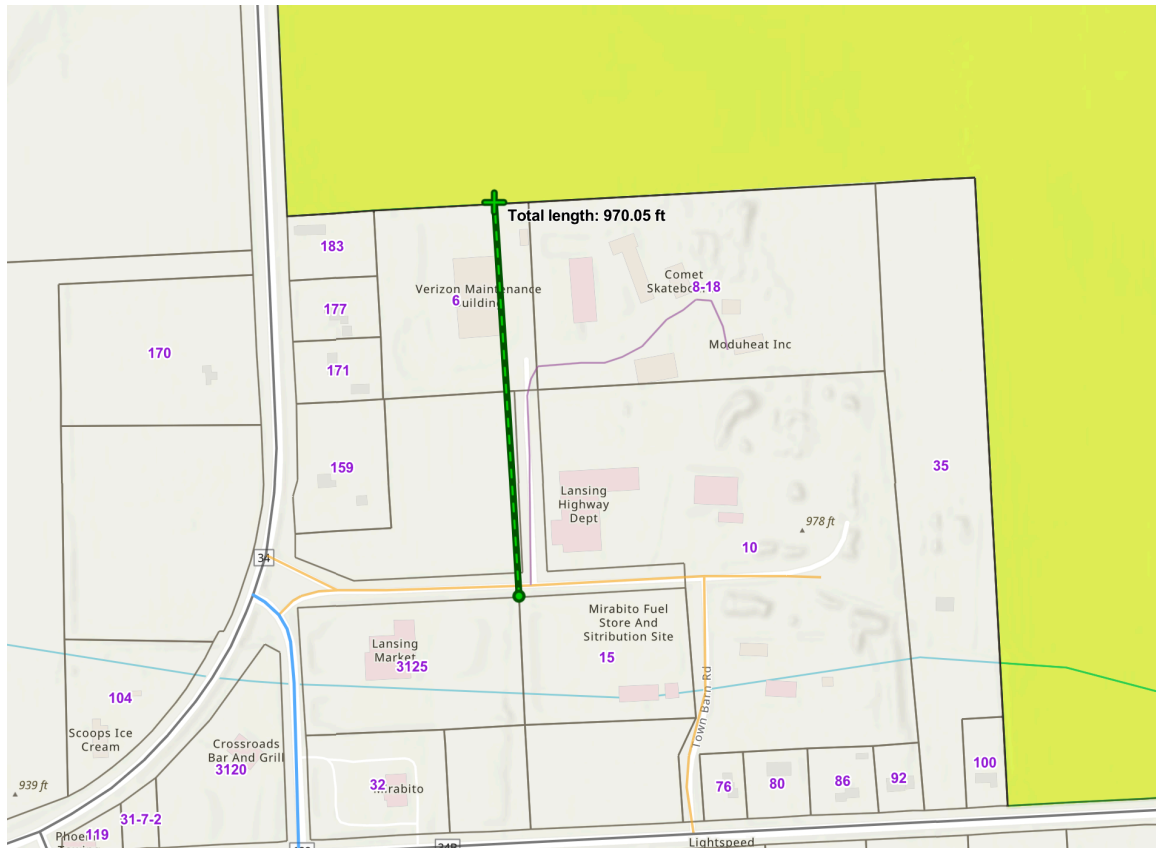 Total length: 970.05 ft
183
Verizon Maintenance
uilding
6
Comet
Skatebo
8-18
177
170
171
Moduheat Inc
159
35
Lansing
Highway
Dept
978 ft
10
34
Mirabito Fuel
Store And
Sitribution Site
15
Lansing
Market
3125
104
Scoops Ice
Cream
Crossroads
Bar And Grill
3120
Town Barn Rd
939 ft
32
76
80
86
92
100
31-7-2
119
34B
Lightspeed